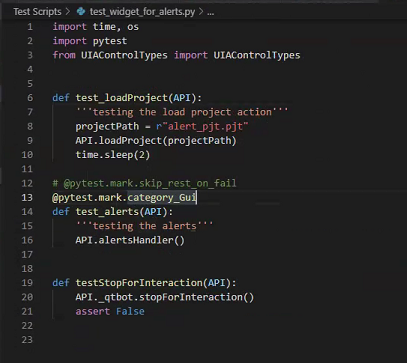 Test Scripts > test_widget_for_alerts.py > ...
1 import time, os
2 import pytest
3 from UIAControlTypes import UIAControlTypes
4
5
6 def test_loadProject(API):
7 '''testing the load project action'''
8 projectPath = r"alert_pjt.pjt"
9 API.loadProject(projectPath)
10 time.sleep(2)
11
12 # @pytest.mark.skip_rest_on_fail
13 @pytest.mark.category_Gui
14 def test_alerts(API):
15 '''testing the alerts'''
16 API.alertsHandler()
17
18
19 def testStopForInteraction(API):
20 API._qtbot.stopForInteraction()
21 assert False
22
23